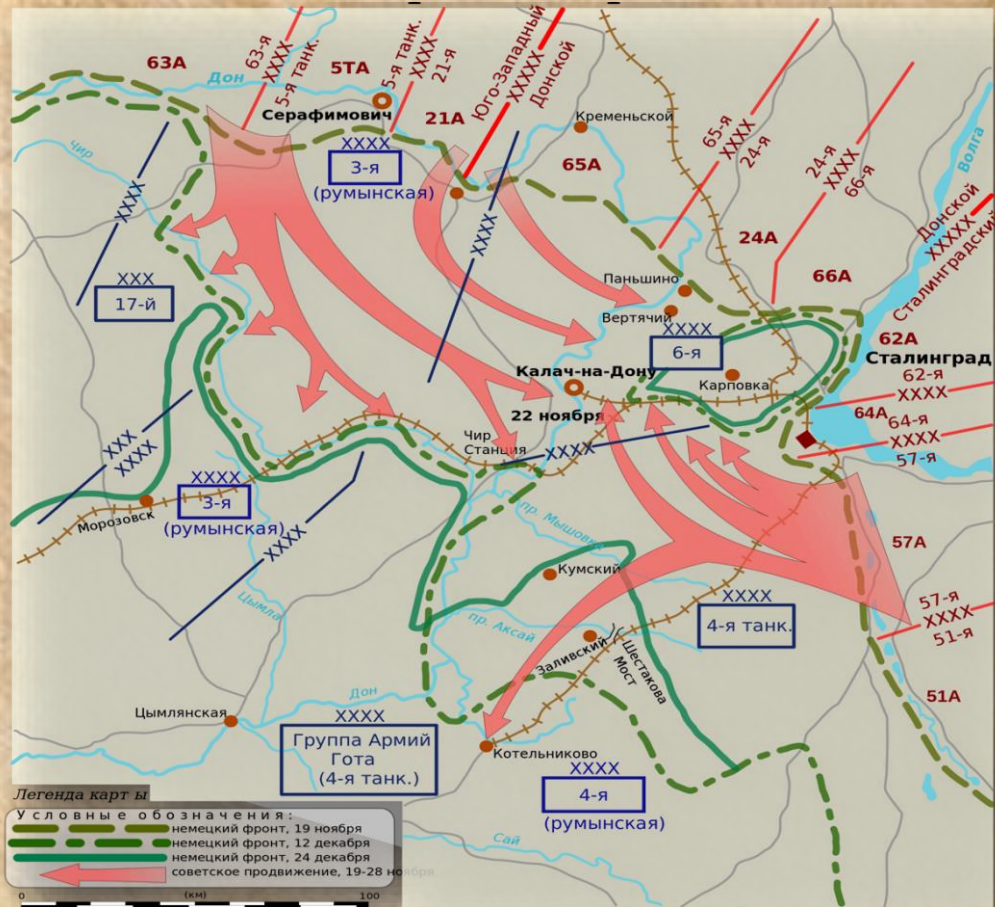 63А
Дон
63-я
XXXX
5-я танк.
5ТА
5-я танк.
XXXX
21-я
Юго-Западный
XXXXX
Донской
Серафимович
21А
Кременьской
65-я
XXXX
24-я
24-я
XXXX
66-я
Волга
Чир
XXXX
3-я
(румынская)
65А
XXXX
XXXX
24А
Донской
XXXXX
Сталинградский
XXX
17-й
Паньшино
66А
Вертячий
XXXX
6-я
62А
Сталинград
Калач-на-Дону
Карповка
62-я
XXXX
22 ноября
64А
64-я
XXXX
57-я
Чир
Станция
XXXX
XXX
XXXX
XXXX
3-я
(румынская)
Морозовск
XXXX
пр. Мышовка
57А
Кумский
Цымла
пр. Аксай
XXXX
4-я танк.
57-я
XXXX
51-я
Заливский
Шестакова
Мост
51А
Дон
Цымлянская
XXXX
Группа Армий
Гота
(4-я танк.)
Котельниково
XXXX
4-я
(румынская)
Сай
Легенда карт ы
Условные обозначения:
немецкий фронт, 19 ноября
немецкий фронт, 12 декабря
немецкий фронт, 24 декабря
советское продвижение, 19-28 ноября
0 (км) 100